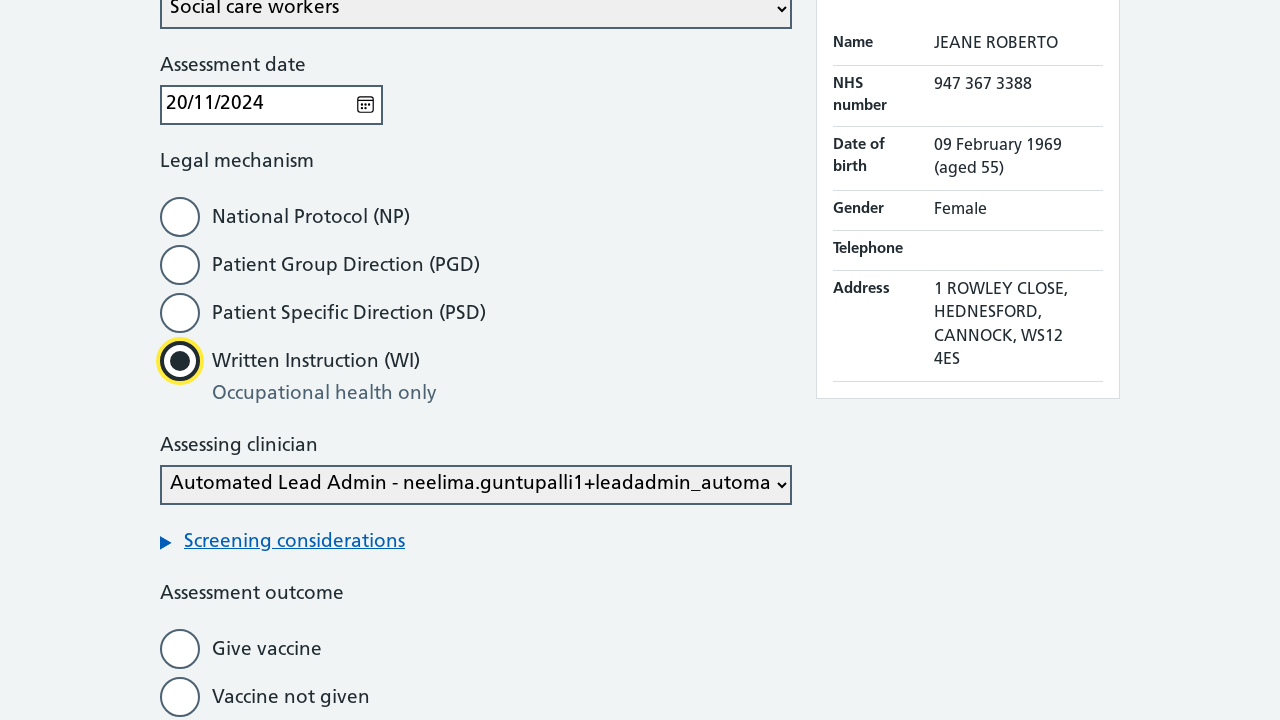 Social care workers
Assessment date
20/11/2024
Legal mechanism
National Protocol (NP)
Patient Group Direction (PGD)
Patient Specific Direction (PSD)
Written Instruction (WI)
Occupational health only
Assessing clinician
Automated Lead Admin - neelima.guntupalli1+leadadmin_automa
Screening considerations
Assessment outcome
Give vaccine
Vaccine not given
Name JEANE ROBERTO
NHS number 947 367 3388
Date of birth 09 February 1969
(aged 55)
Gender Female
Telephone
Address 1 ROWLEY CLOSE,
HEDNESFORD,
CANNOCK, WS12
4ES